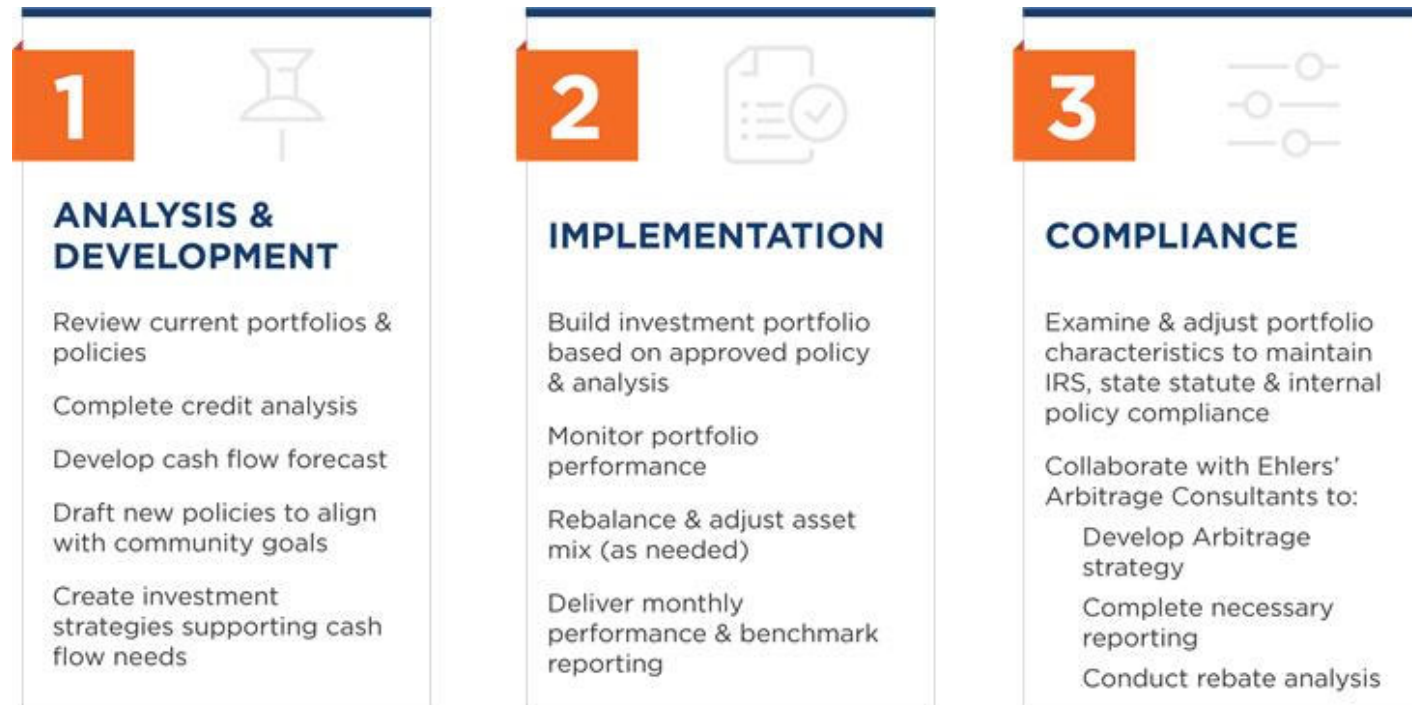 1
ANALYSIS &
DEVELOPMENT
Review current portfolios &
policies
Complete credit analysis
Develop cash flow forecast
Draft new policies to align
with community goals
Create investment
strategies supporting cash
flow needs
2
IMPLEMENTATION
Build investment portfolio
based on approved policy
& analysis
Monitor portfolio
performance
Rebalance & adjust asset
mix (as needed)
Deliver monthly
performance & benchmark
reporting
3
COMPLIANCE
Examine & adjust portfolio
characteristics to maintain
IRS, state statute & internal
policy compliance
Collaborate with Ehlers’
Arbitrage Consultants to:
Develop Arbitrage
strategy
Complete necessary
reporting
Conduct rebate analysis